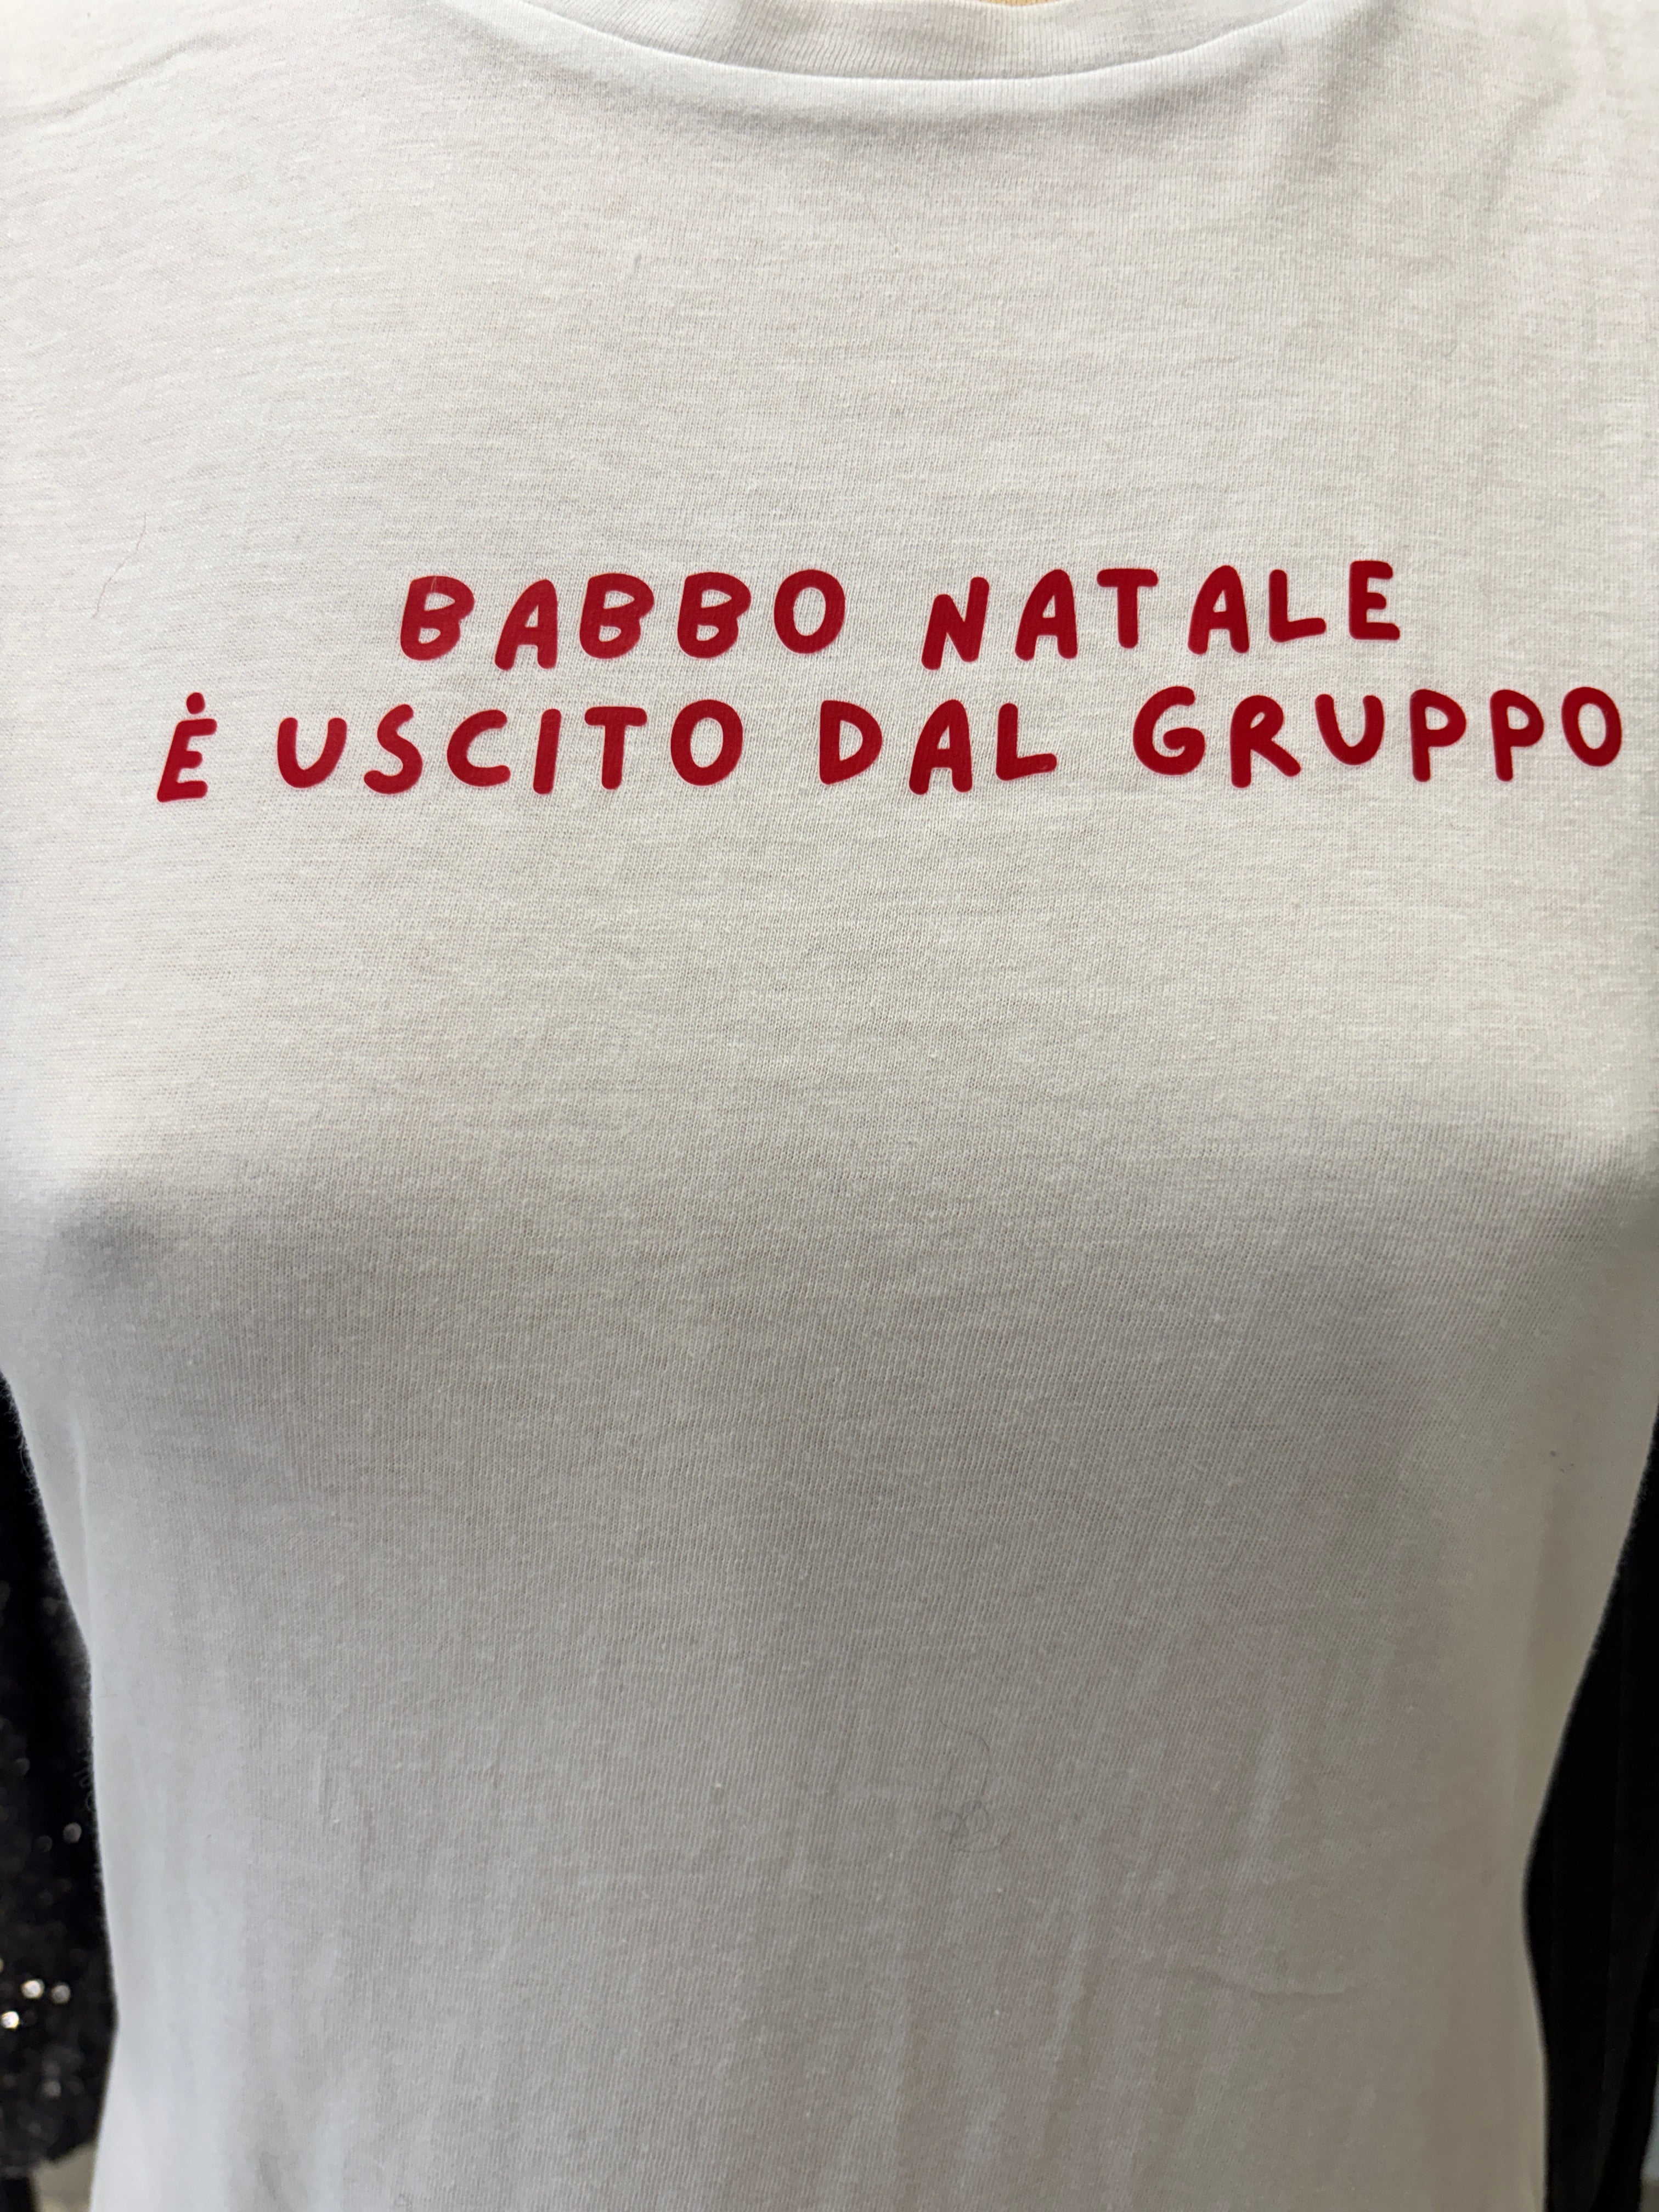 BABBO NATALE
È USCITO DAL GRUPPO